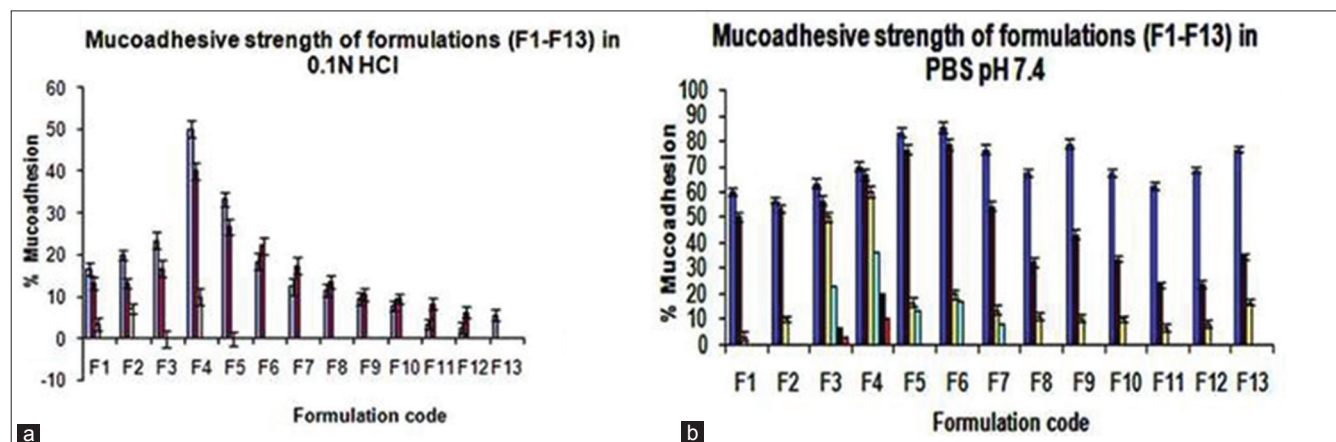 Mucoadhesive strength of formulations (F1-F13) in
0.1N HCl
% Mucoadhesion
60
50
40
30
20
10
0
-10
F1 F2 F3 F4 F5 F6 F7 F8 F9 F10 F11 F12 F13
Formulation code
a
Mucoadhesive strength of formulations (F1-F13) in
PBS pH 7.4
% Mucoadhesion
100
90
80
70
60
50
40
30
20
10
0
F1 F2 F3 F4 F5 F6 F7 F8 F9 F10 F11 F12 F13
Formulation code
b